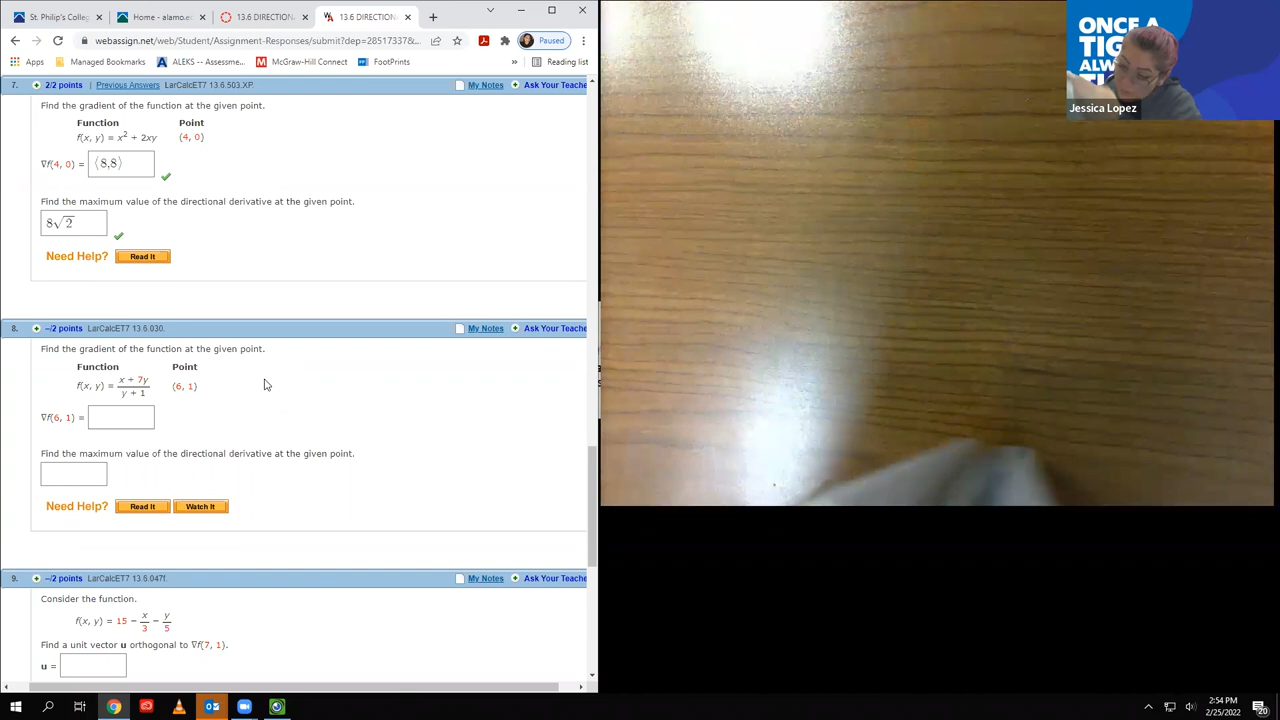 St. Philip's Colleg
Home - alamo.ec
13.6 DIRECTION
13.6 DIRECTION
webassign.net/web/Student/Assignment-Responses/submit?dep=28517337&...
Paused
Apps
Managed Bookmarks
ALEKS -- Assessme...
McGraw-Hill Connect
FootPrints
»
Reading list
7. 2/2 points | Previous Answers LarCalcET7 13.6.503.XP. My Notes Ask Your Teache
Find the gradient of the function at the given point.
Function Point
f(x, y) = x² + 2xy (4, 0)
∇f(4, 0) = ⟨8,8⟩
Find the maximum value of the directional derivative at the given point.
8√2
Need Help? Read It
8. –/2 points LarCalcET7 13.6.030. My Notes Ask Your Teache
Find the gradient of the function at the given point.
Function Point
f(x, y) = (x + 7y)/(y + 1) (6, 1)
∇f(6, 1) =
Find the maximum value of the directional derivative at the given point.
Need Help? Read It Watch It
9. –/2 points LarCalcET7 13.6.047f. My Notes Ask Your Teache
Consider the function.
f(x, y) = 15 − x/3 − y/5
Find a unit vector u orthogonal to ∇f(7, 1).
u =
ONCE A
TIG
ALWA
TI
Jessica Lopez
2:54 PM
2/25/2022
20